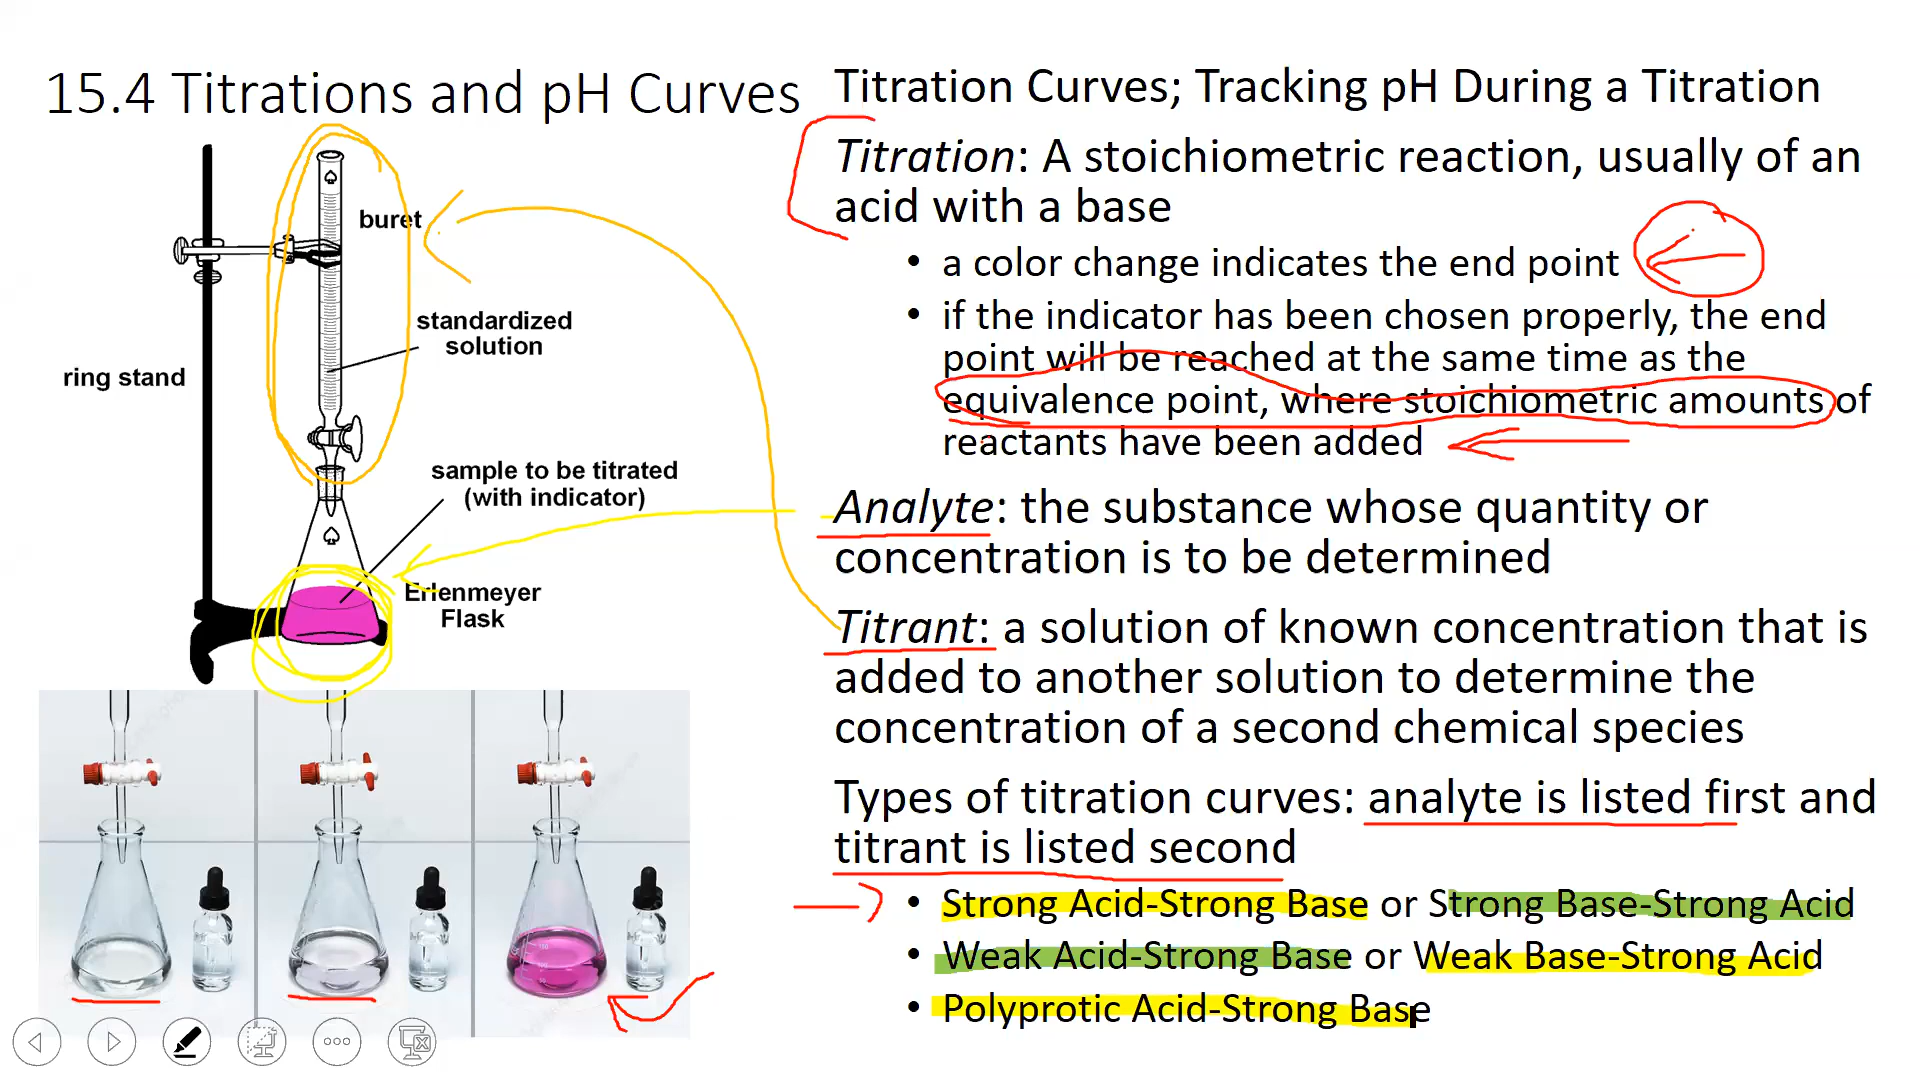 15.4 Titrations and pH Curves
buret
standardized
solution
ring stand
sample to be titrated
(with indicator)
Erlenmeyer
Flask
Titration Curves; Tracking pH During a Titration
Titration: A stoichiometric reaction, usually of an
acid with a base
• a color change indicates the end point
• if the indicator has been chosen properly, the end
point will be reached at the same time as the
equivalence point, where stoichiometric amounts of
reactants have been added
Analyte: the substance whose quantity or
concentration is to be determined
Titrant: a solution of known concentration that is
added to another solution to determine the
concentration of a second chemical species
Types of titration curves: analyte is listed first and
titrant is listed second
• Strong Acid-Strong Base or Strong Base-Strong Acid
• Weak Acid-Strong Base or Weak Base-Strong Acid
• Polyprotic Acid-Strong Base